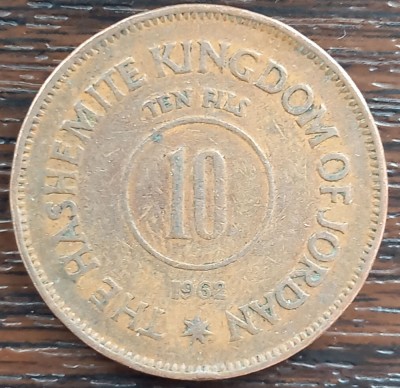 THE HASHEMITE KINGDOM OF JORDAN
TEN FILS
10
1962